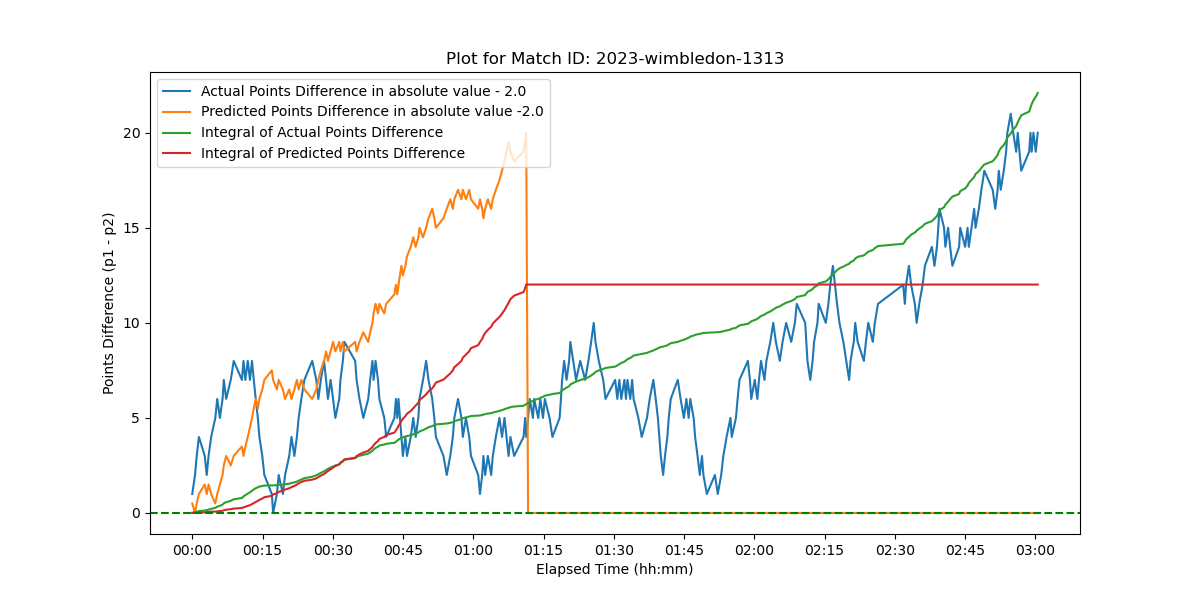 Plot for Match ID: 2023-wimbledon-1313
Actual Points Difference in absolute value - 2.0
Predicted Points Difference in absolute value -2.0
Integral of Actual Points Difference
Integral of Predicted Points Difference
Points Difference (p1 - p2)
20
15
10
5
0
00:00 00:15 00:30 00:45 01:00 01:15 01:30 01:45 02:00 02:15 02:30 02:45 03:00
Elapsed Time (hh:mm)